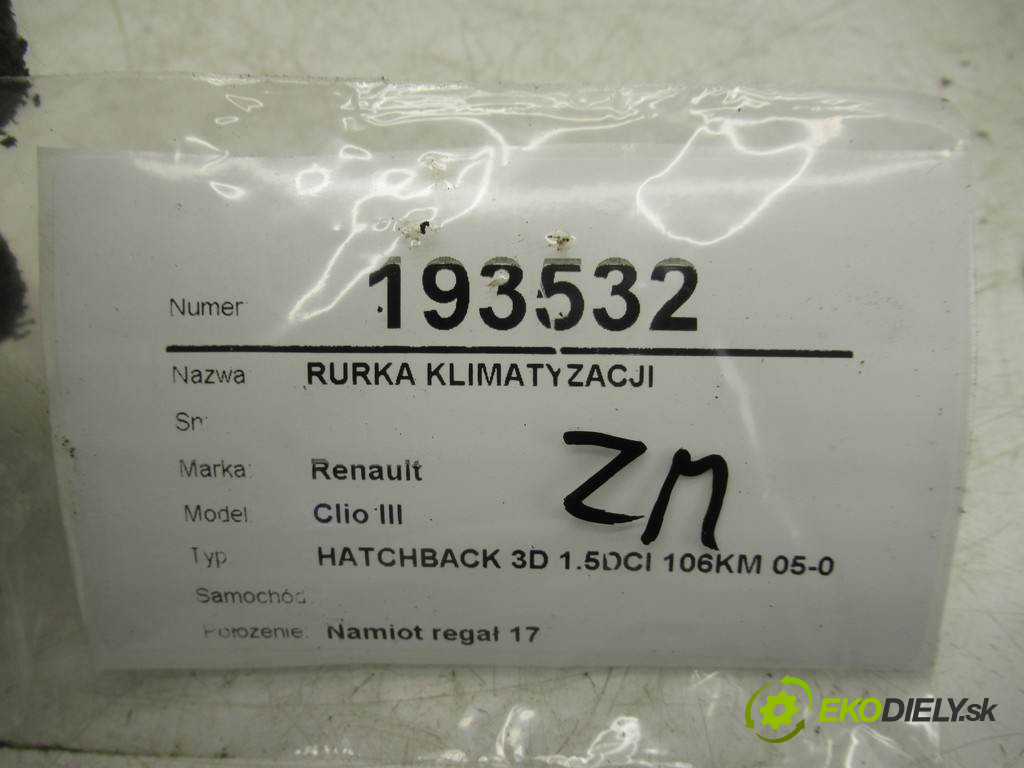 Numer 193532
Nazwa RURKA KLIMATYZACJI
Sn:
Marka: Renault
Model: Clio III
ZM
Typ HATCHBACK 3D 1.5DCI 106KM 05-0
Samochód
Położenie: Namiot regał 17
EKODIELY.sk